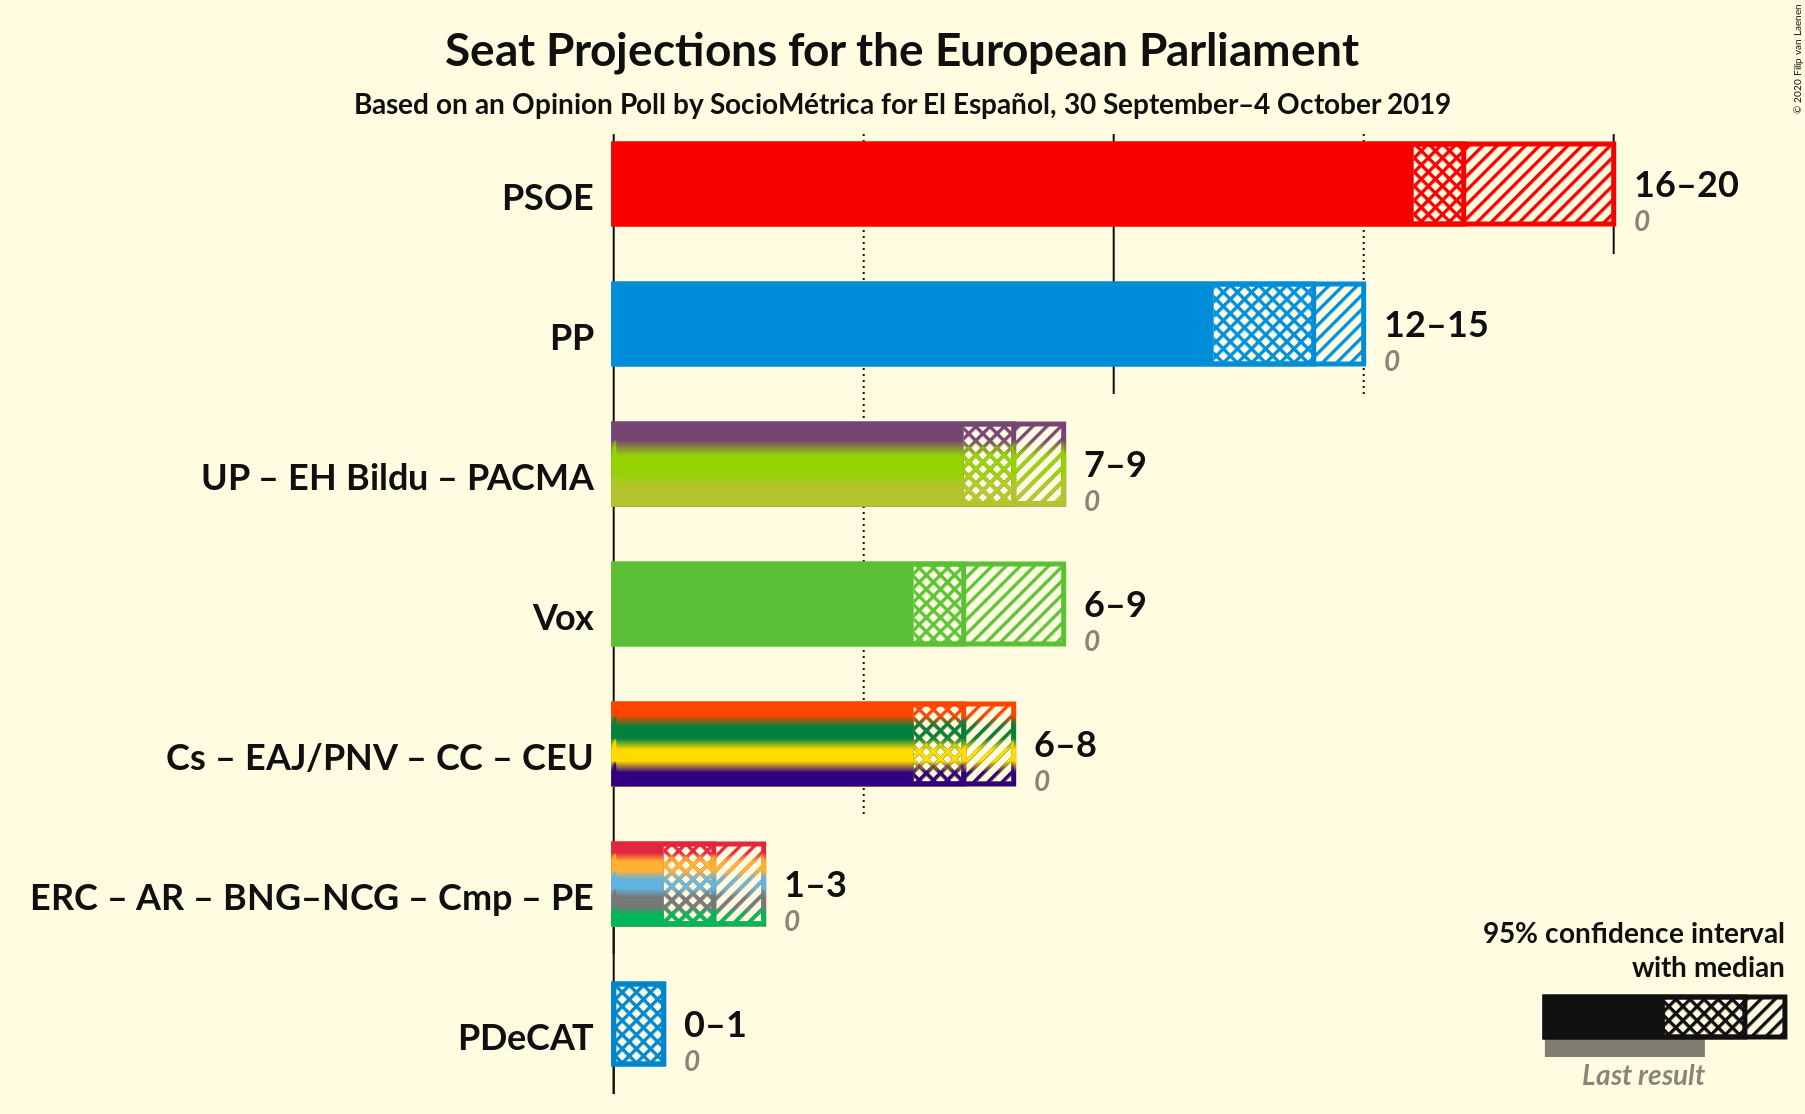 Seat Projections for the European Parliament
Based on an Opinion Poll by SocioMétrica for El Español, 30 September–4 October 2019
© 2020 Filip van Laenen
PSOE
16–20
0
PP
12–15
0
UP – EH Bildu – PACMA
7–9
0
Vox
6–9
0
Cs – EAJ/PNV – CC – CEU
6–8
0
ERC – AR – BNG–NCG – Cmp – PE
1–3
0
PDeCAT
0–1
0
95% confidence interval
with median
Last result